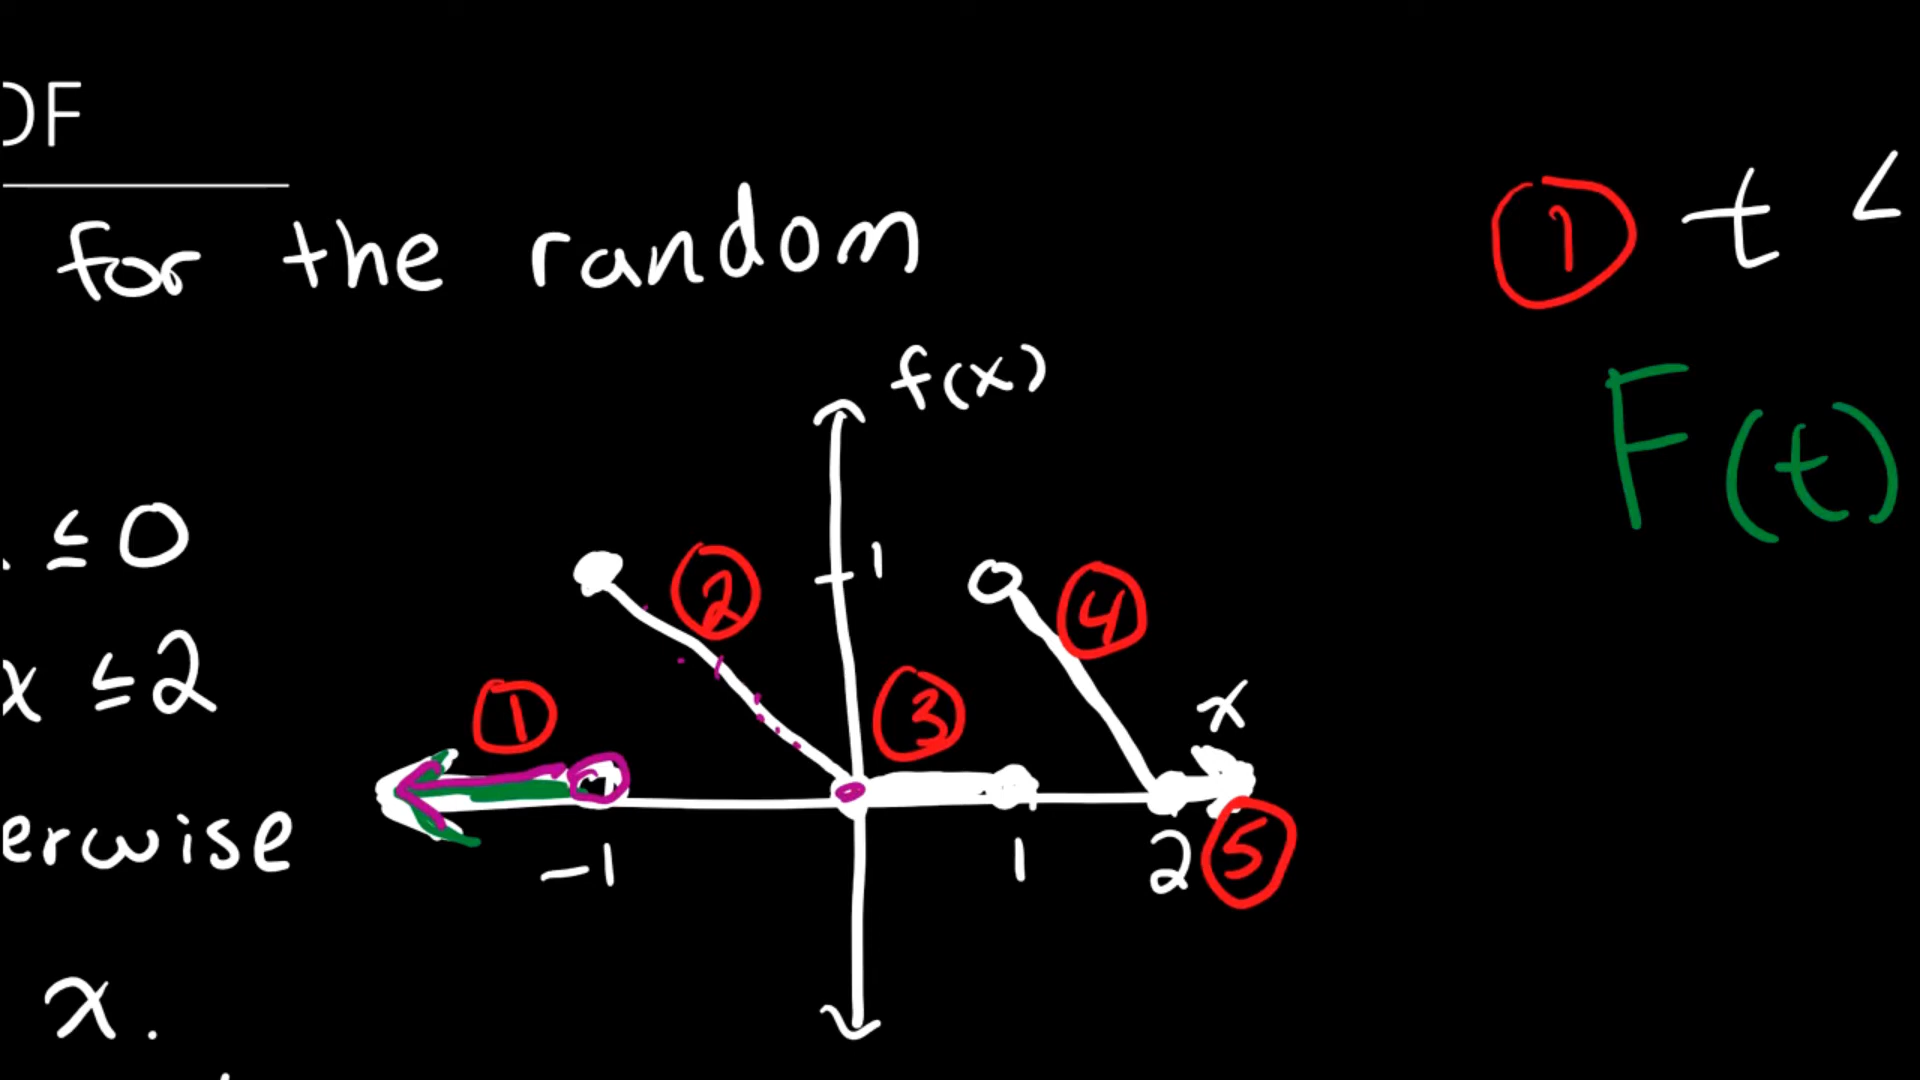 DF
for the random
① t <
f(x)
F(t)
≤ 0
1
②
④
x ≤ 2
①
③
x
erwise
-1
1
2
⑤
x.